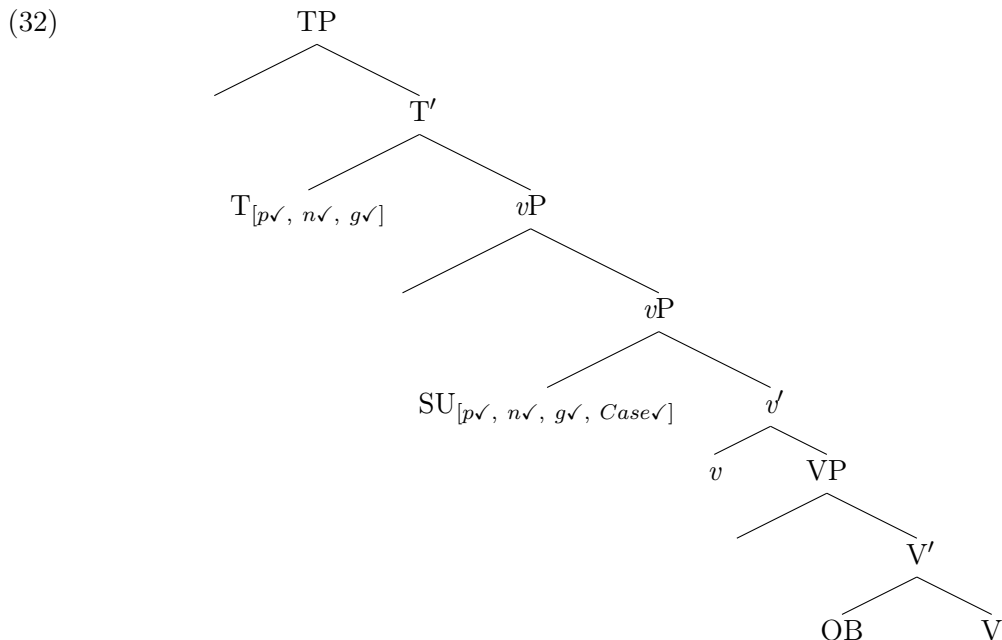 (32)
TP
T′
T[p✓, n✓, g✓]
vP
vP
SU[p✓, n✓, g✓, Case✓]
v′
v
VP
V′
OB
V